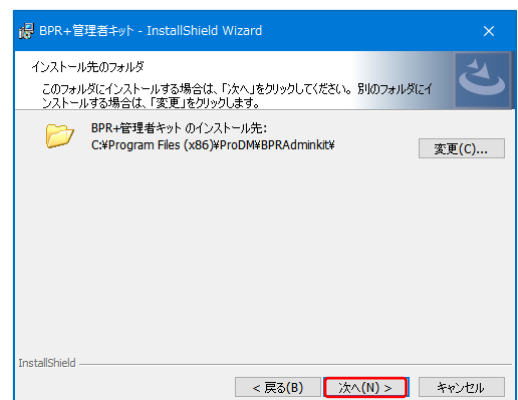 BPR+管理者キット - InstallShield Wizard
インストール先のフォルダ
このフォルダにインストールする場合は、「次へ」をクリックしてください。別のフォルダにイ
ンストールする場合は、「変更」をクリックします。
BPR+管理者キット のインストール先:
C:¥Program Files (x86)¥ProDM¥BPRAdminkit¥
変更(C)...
InstallShield
< 戻る(B)
次へ(N) >
キャンセル